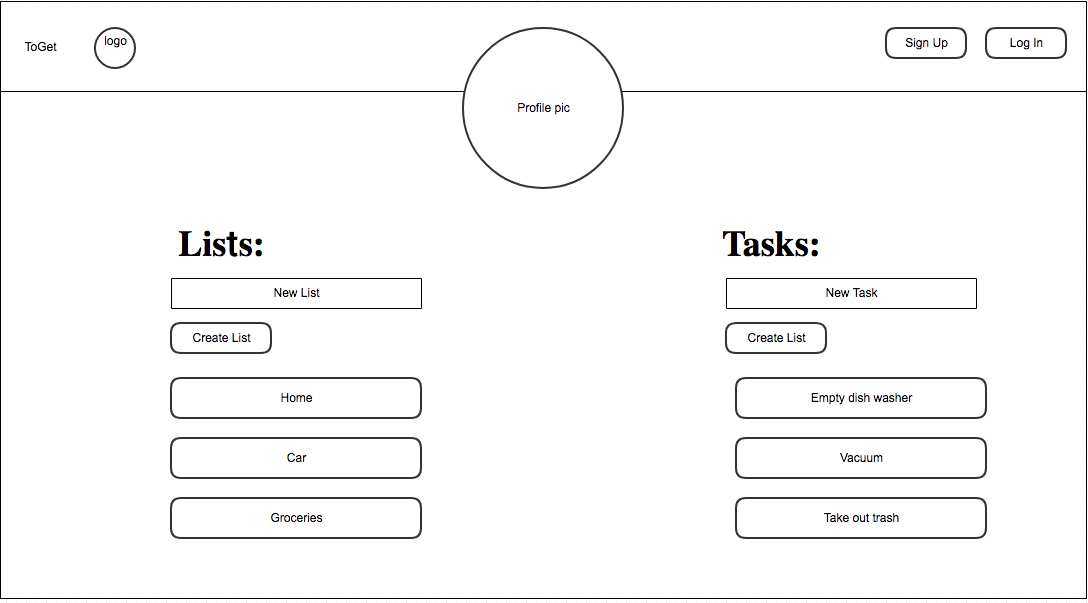 ToGet
logo
Sign Up
Log In
Profile pic
Lists:
New List
Create List
Home
Car
Groceries
Tasks:
New Task
Create List
Empty dish washer
Vacuum
Take out trash